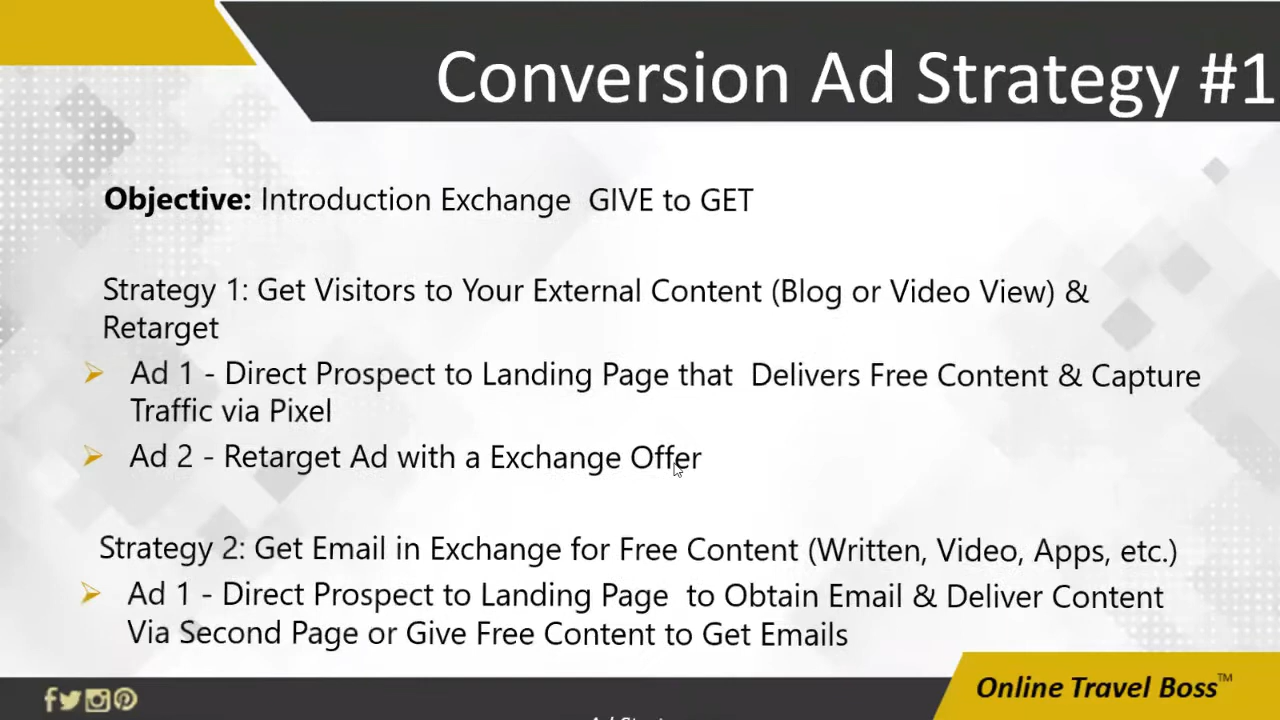 Conversion Ad Strategy #1
Objective: Introduction Exchange GIVE to GET
Strategy 1: Get Visitors to Your External Content (Blog or Video View) &
Retarget
Ad 1 - Direct Prospect to Landing Page that Delivers Free Content & Capture
Traffic via Pixel
Ad 2 - Retarget Ad with a Exchange Offer
Strategy 2: Get Email in Exchange for Free Content (Written, Video, Apps, etc.)
Ad 1 - Direct Prospect to Landing Page to Obtain Email & Deliver Content
Via Second Page or Give Free Content to Get Emails
Online Travel Boss™